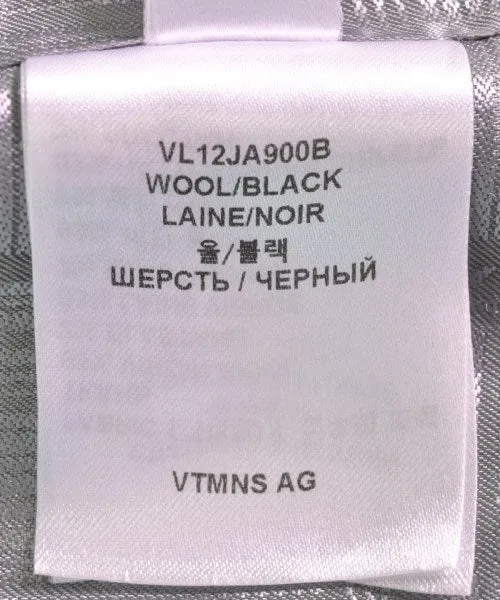 VL12JA900B
WOOL/BLACK
LAINE/NOIR
울/블랙
ШЕРСТЬ / ЧЕРНЫЙ
VTMNS AG